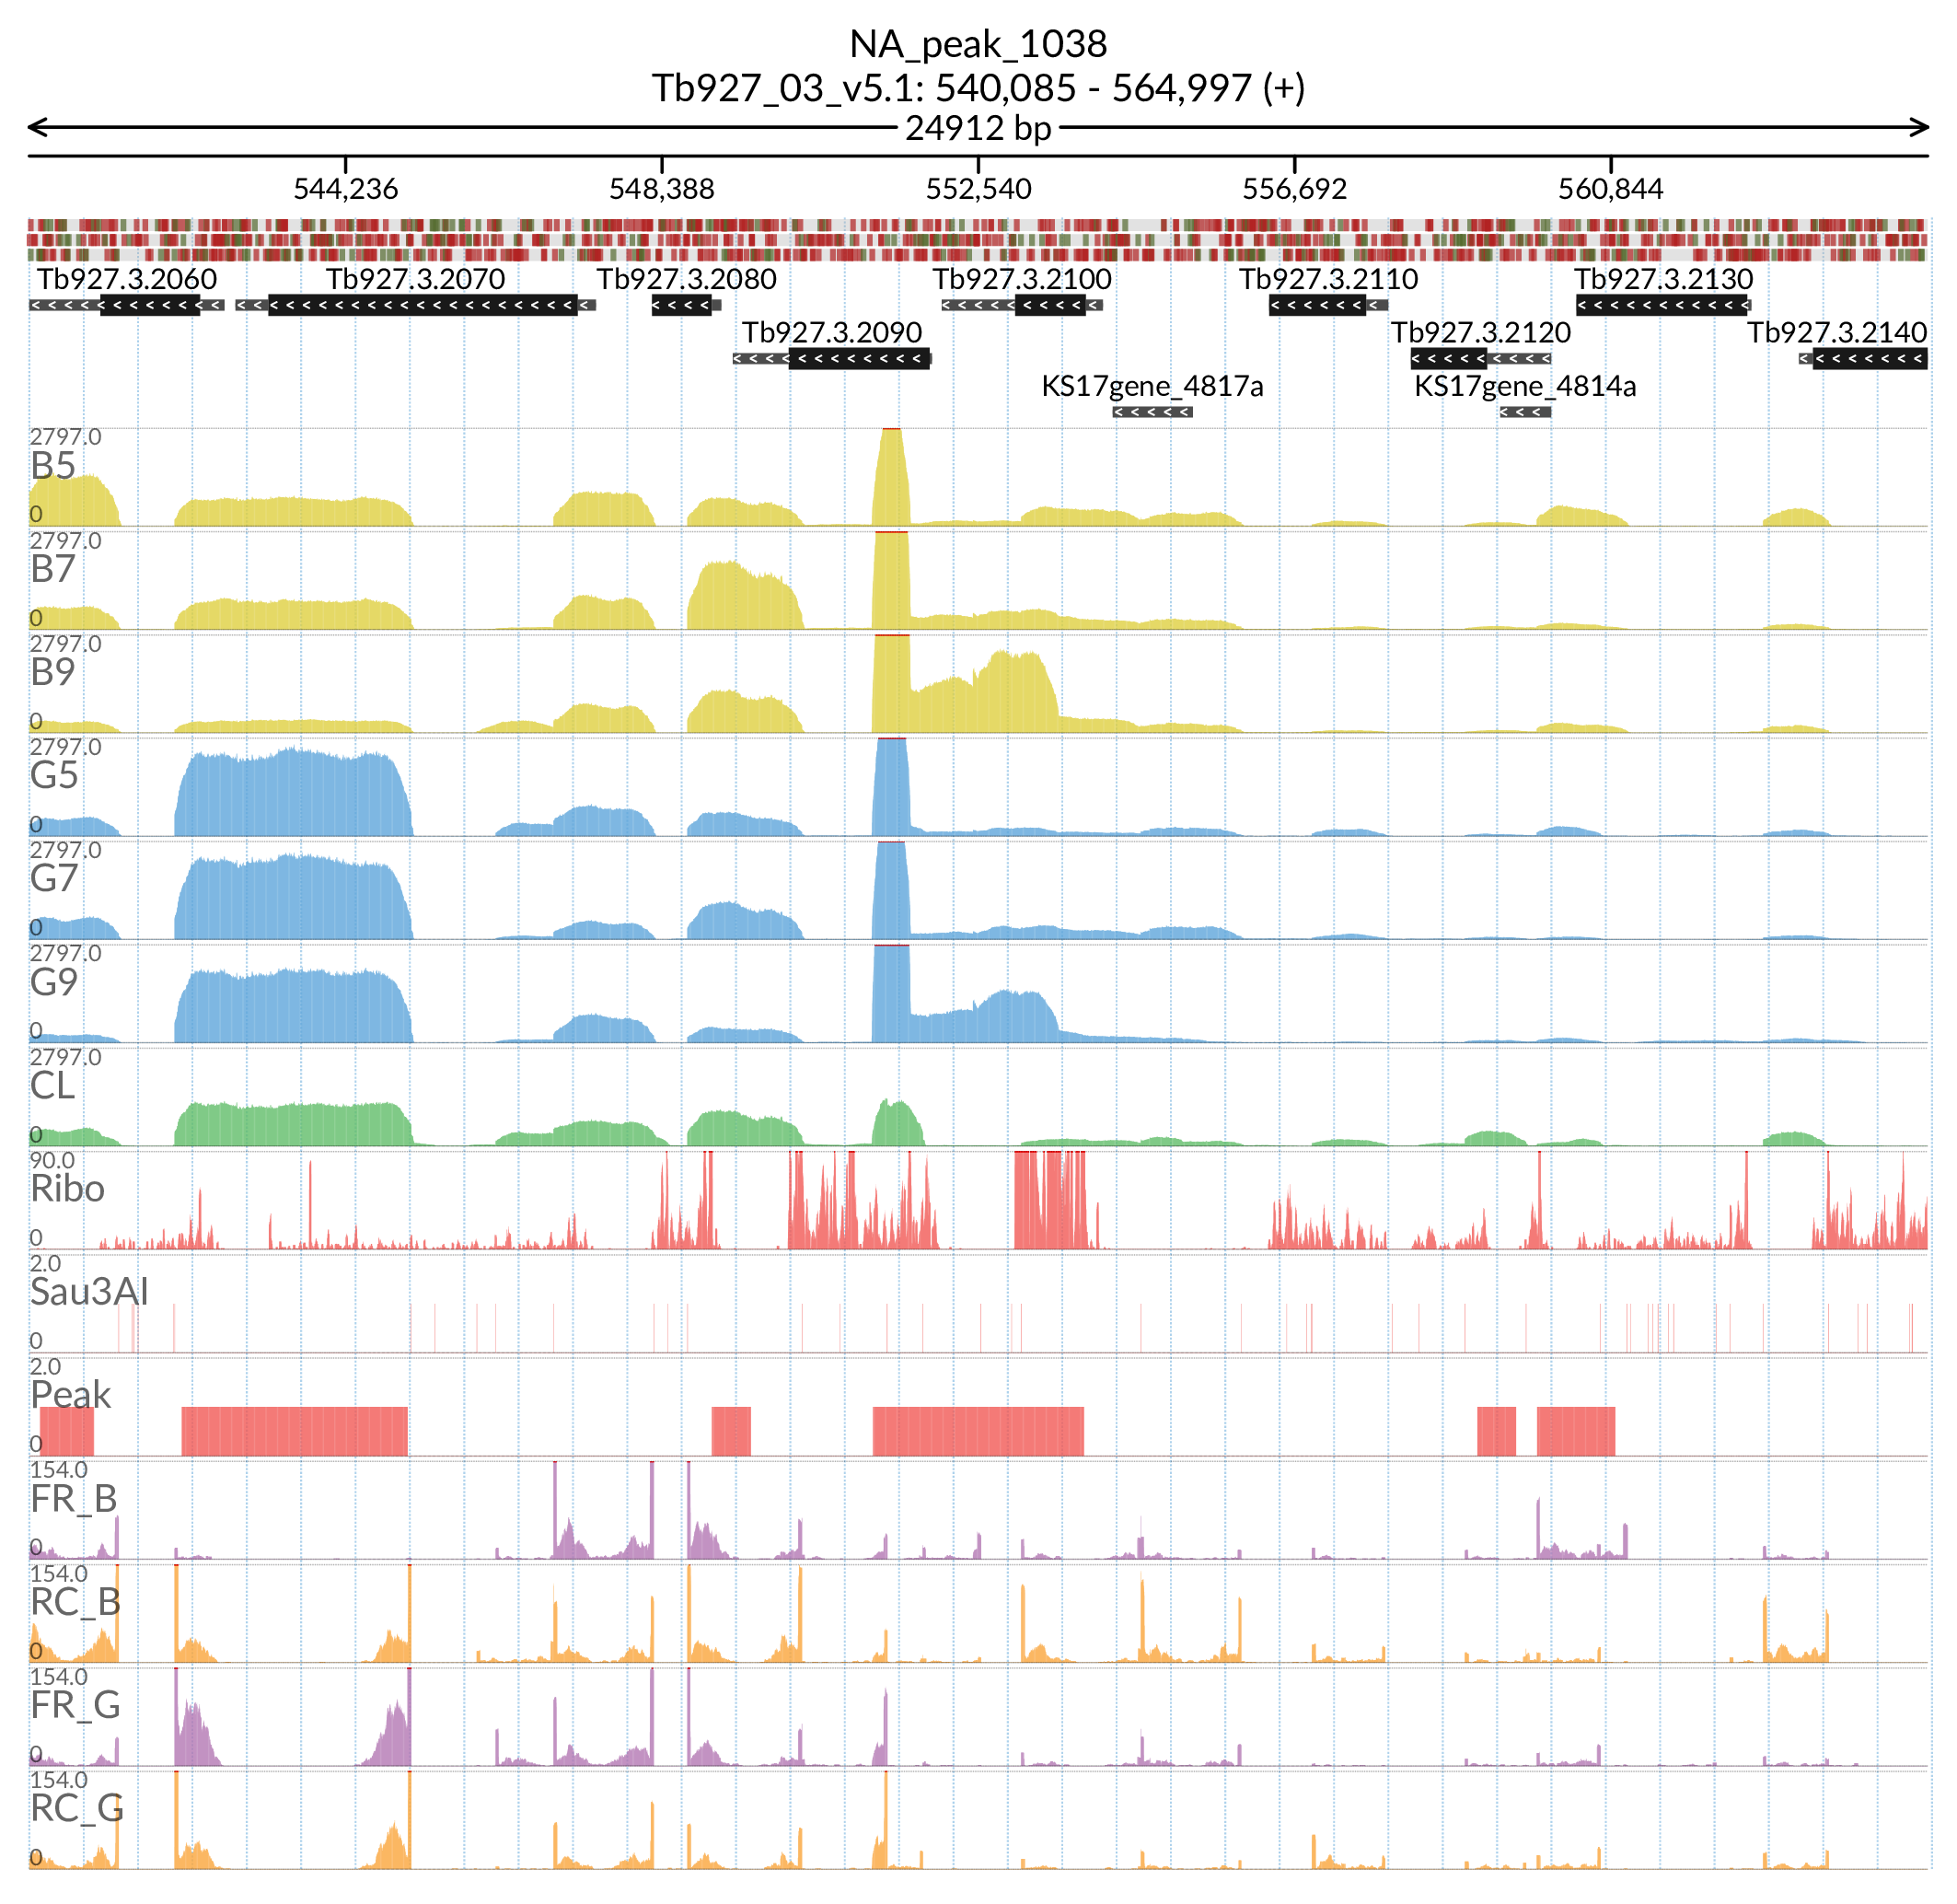 NA_peak_1038
Tb927_03_v5.1: 540,085 - 564,997 (+)
24912 bp
544,236 548,388 552,540 556,692 560,844
Tb927.3.2060 Tb927.3.2070 Tb927.3.2080 Tb927.3.2100 Tb927.3.2110 Tb927.3.2130
Tb927.3.2090 Tb927.3.2120 Tb927.3.2140
KS17gene_4817a KS17gene_4814a
2797.0
B5
0
2797.0
B7
0
2797.0
B9
0
2797.0
G5
0
2797.0
G7
0
2797.0
G9
0
2797.0
CL
0
90.0
Ribo
0
2.0
Sau3AI
0
2.0
Peak
0
154.0
FR_B
0
154.0
RC_B
0
154.0
FR_G
0
154.0
RC_G
0